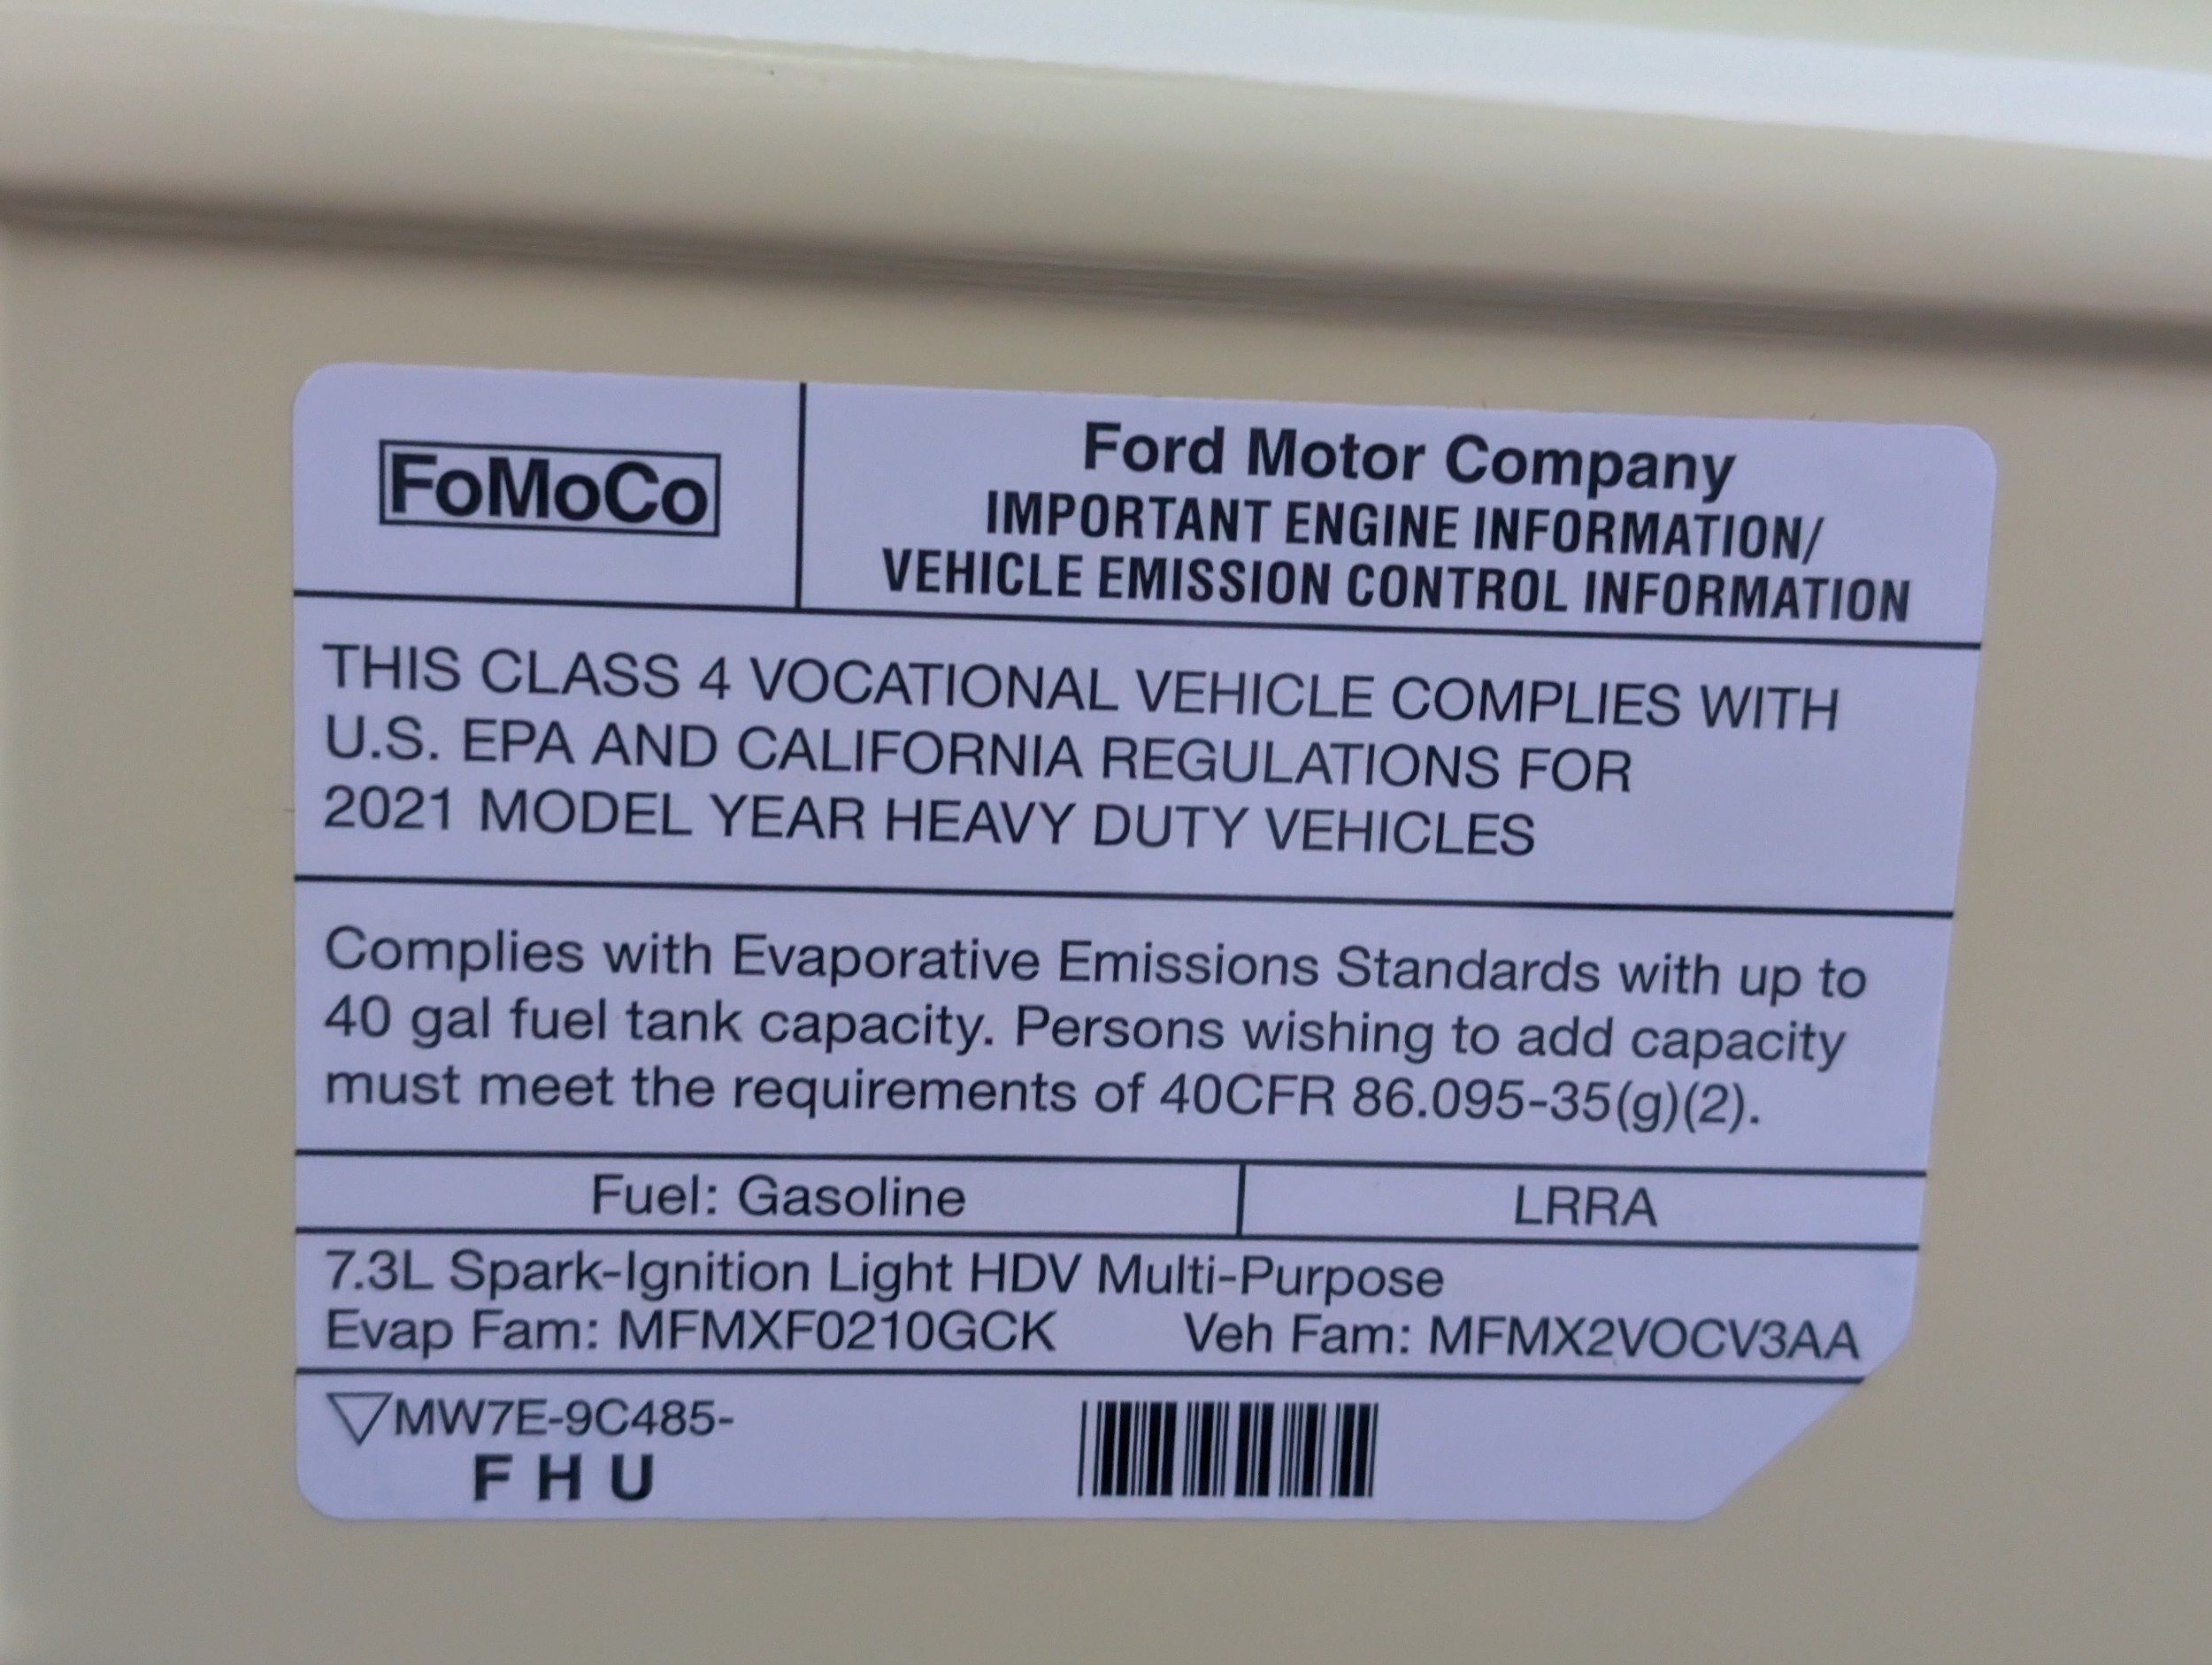 FoMoCo
Ford Motor Company
IMPORTANT ENGINE INFORMATION/
VEHICLE EMISSION CONTROL INFORMATION
THIS CLASS 4 VOCATIONAL VEHICLE COMPLIES WITH
U.S. EPA AND CALIFORNIA REGULATIONS FOR
2021 MODEL YEAR HEAVY DUTY VEHICLES
Complies with Evaporative Emissions Standards with up to
40 gal fuel tank capacity. Persons wishing to add capacity
must meet the requirements of 40CFR 86.095-35(g)(2).
Fuel: Gasoline LRRA
7.3L Spark-Ignition Light HDV Multi-Purpose
Evap Fam: MFMXF0210GCK Veh Fam: MFMX2VOCV3AA
MW7E-9C485-
F H U